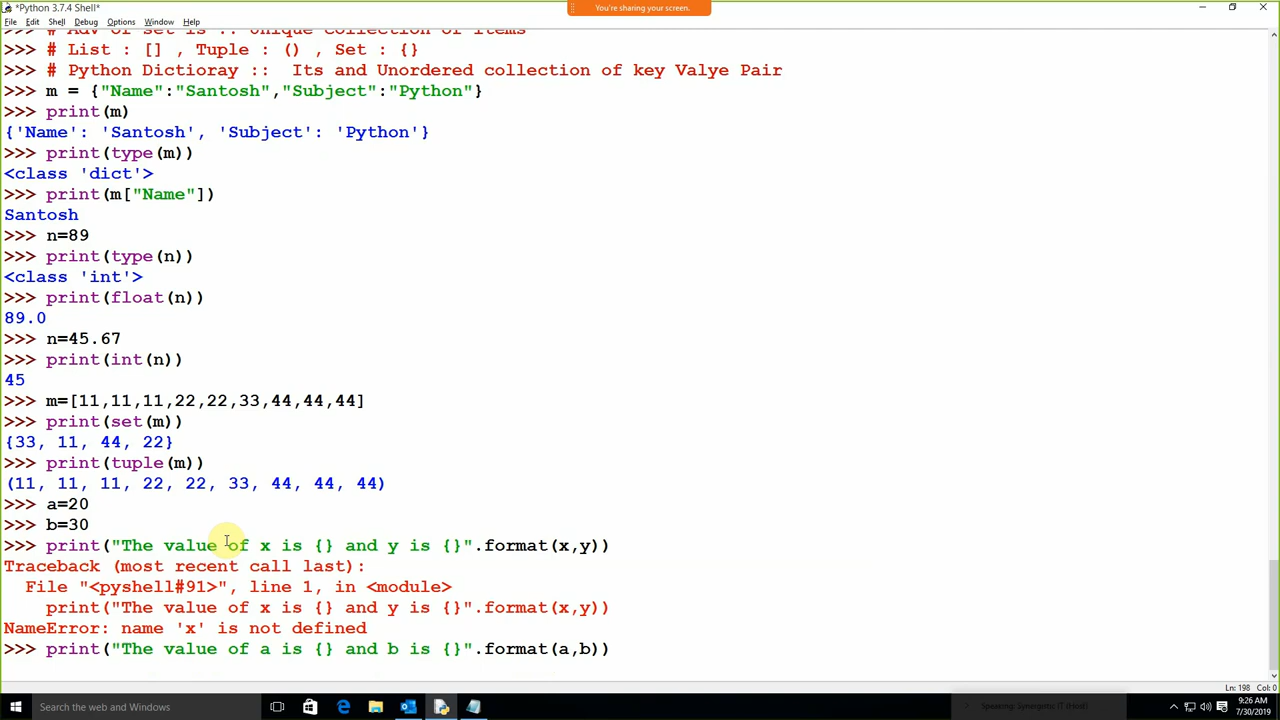 *Python 3.7.4 Shell*
You're sharing your screen.
File Edit Shell Debug Options Window Help
>>> # Adv of set is :: Unique collection of items
>>> # List : [] , Tuple : () , Set : {}
>>> # Python Dictioray ::  Its and Unordered collection of key Valye Pair
>>> m = {"Name":"Santosh","Subject":"Python"}
>>> print(m)
{'Name': 'Santosh', 'Subject': 'Python'}
>>> print(type(m))
<class 'dict'>
>>> print(m["Name"])
Santosh
>>> n=89
>>> print(type(n))
<class 'int'>
>>> print(float(n))
89.0
>>> n=45.67
>>> print(int(n))
45
>>> m=[11,11,11,22,22,33,44,44,44]
>>> print(set(m))
{33, 11, 44, 22}
>>> print(tuple(m))
(11, 11, 11, 22, 22, 33, 44, 44, 44)
>>> a=20
>>> b=30
>>> print("The value of x is {} and y is {}".format(x,y))
Traceback (most recent call last):
  File "<pyshell#91>", line 1, in <module>
    print("The value of x is {} and y is {}".format(x,y))
NameError: name 'x' is not defined
>>> print("The value of a is {} and b is {}".format(a,b))
Ln: 198 Col: 0
Search the web and Windows
Speaking: Synergistic IT (Host)
9:26 AM
7/30/2019